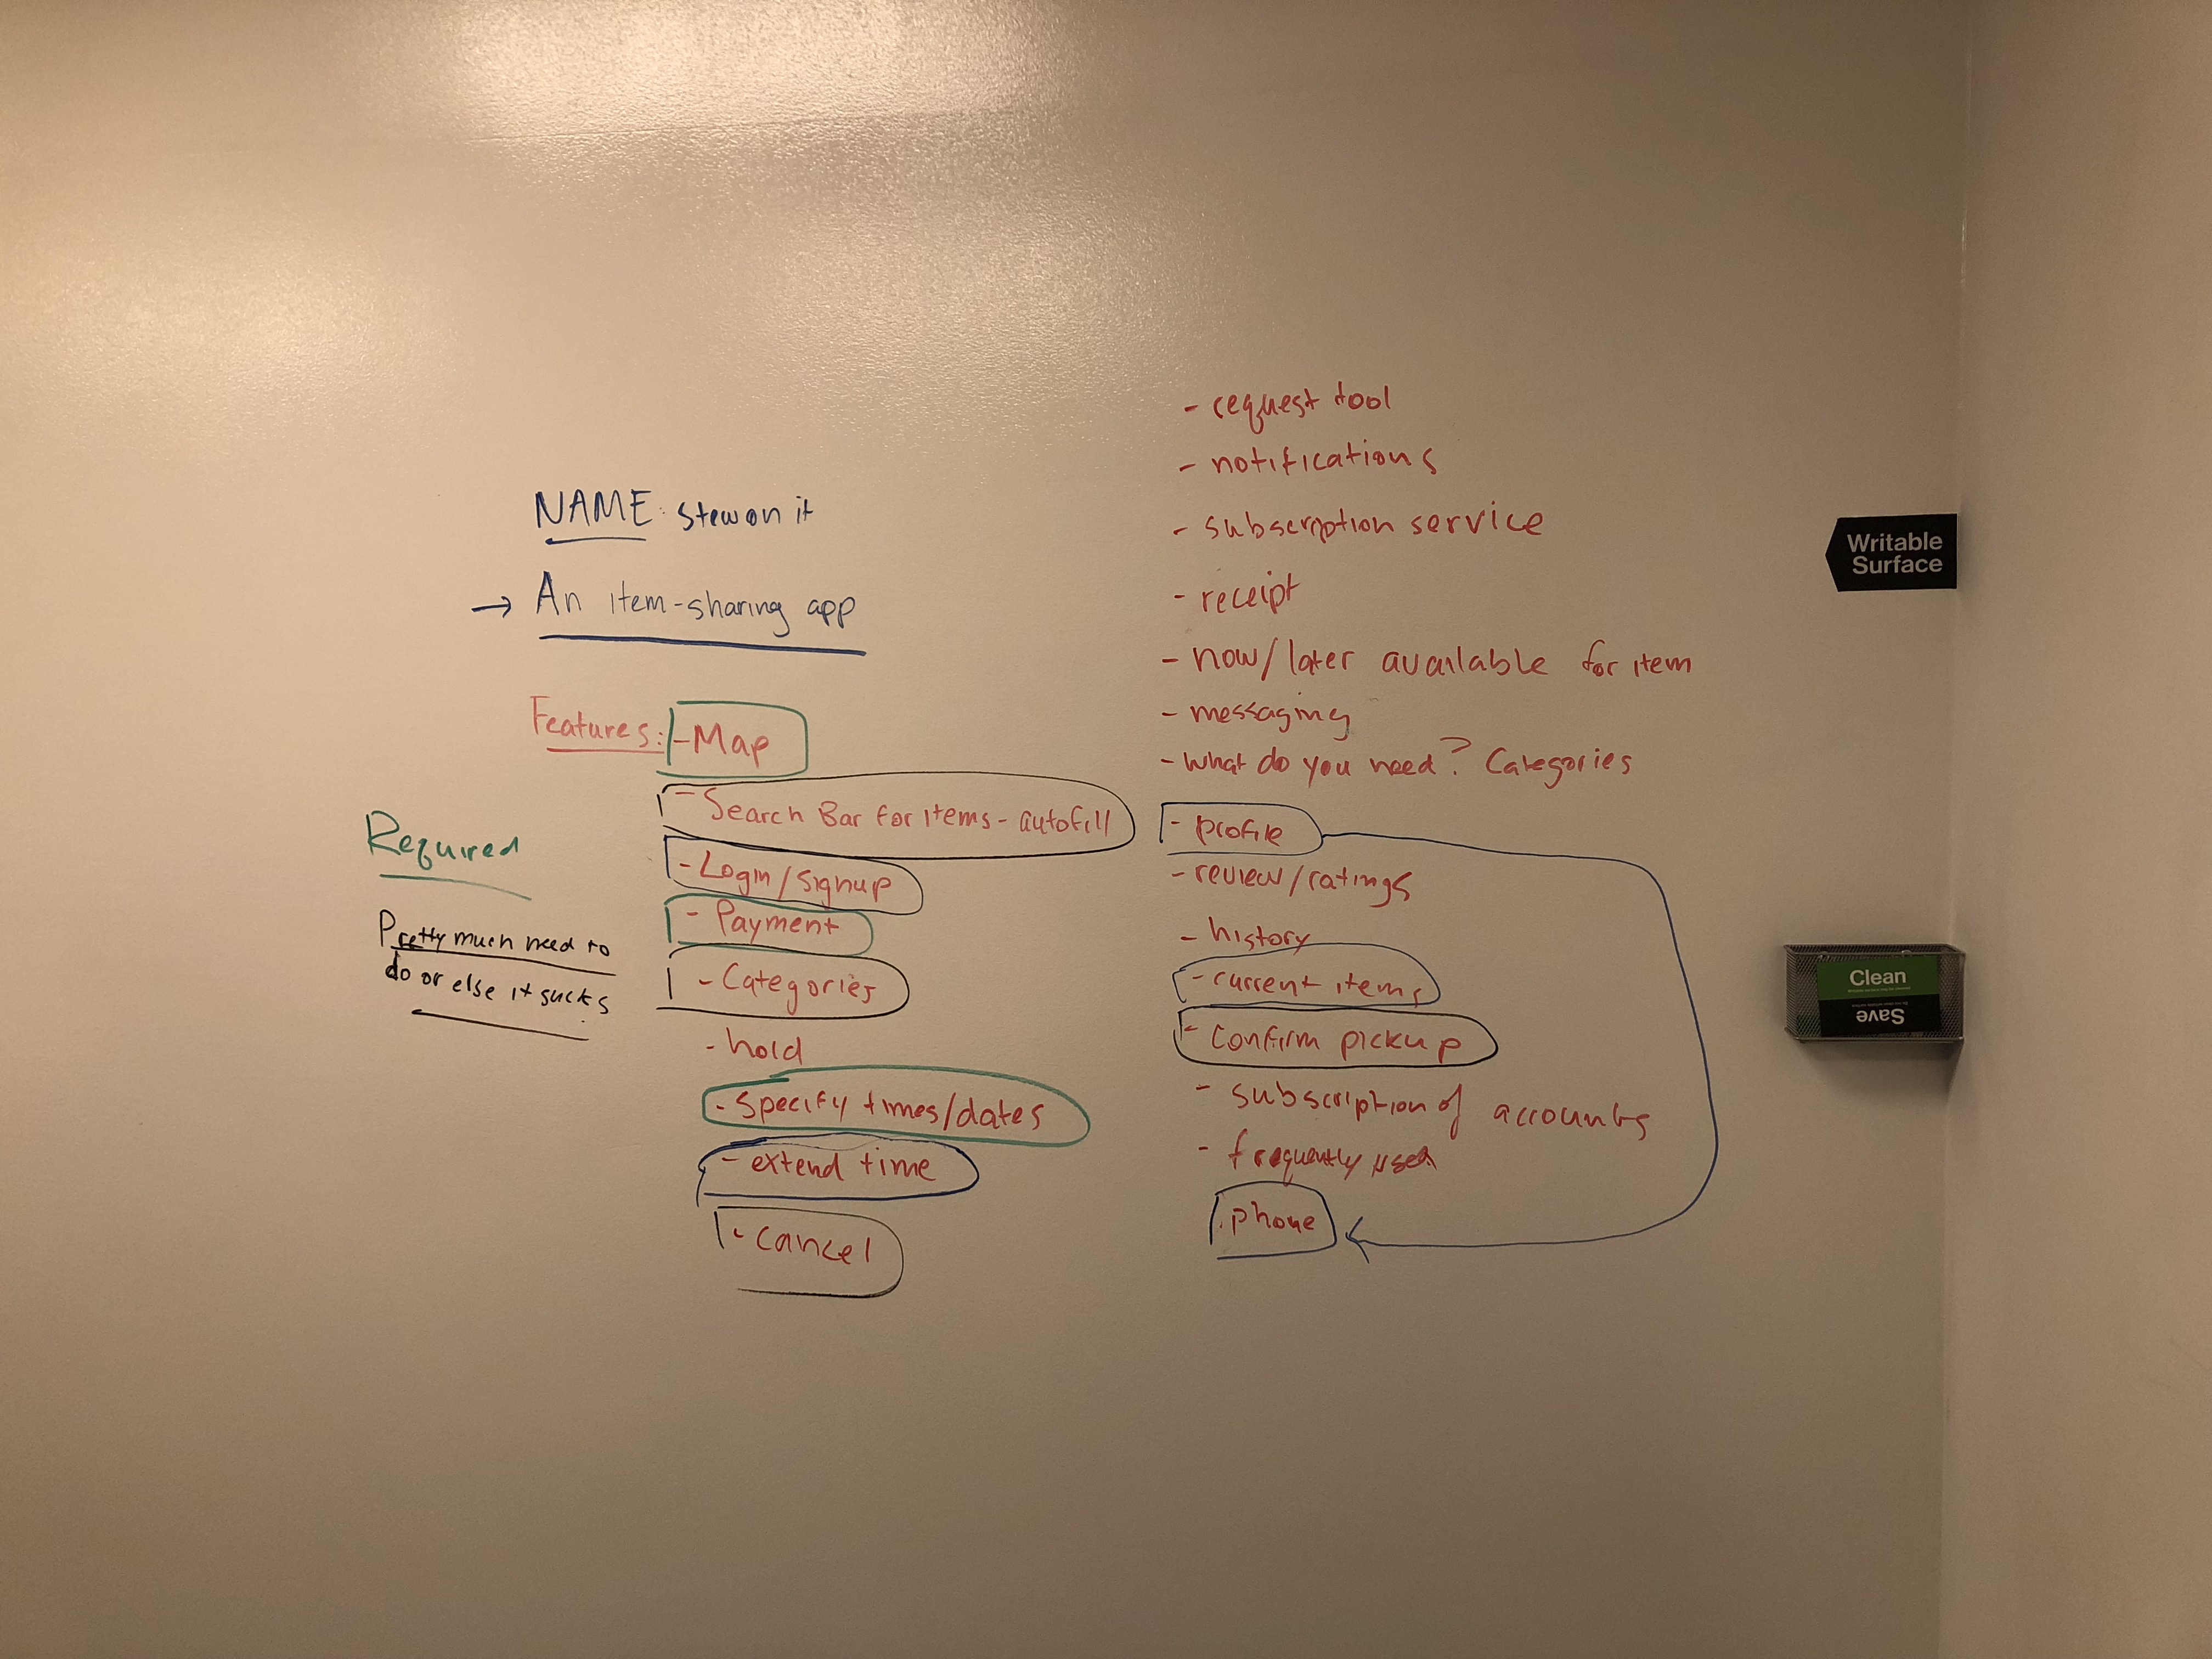 NAME: stewon it
→ An item-sharing app
Features: - Map
- Search Bar for items - autofill
- Login/signup
- Payment
- Categories
- hold
- specify times/dates
- extend time
- cancel
Required
Pretty much need to
do or else it sucks
- request tool
- notifications
- subscription service
- receipt
- now/later available for item
- messaging
- What do you need? Categories
- profile
- review/ratings
- history
- current items
- confirm pickup
- subscription of accounts
- frequently used
. phone
Writable
Surface
Clean
Save